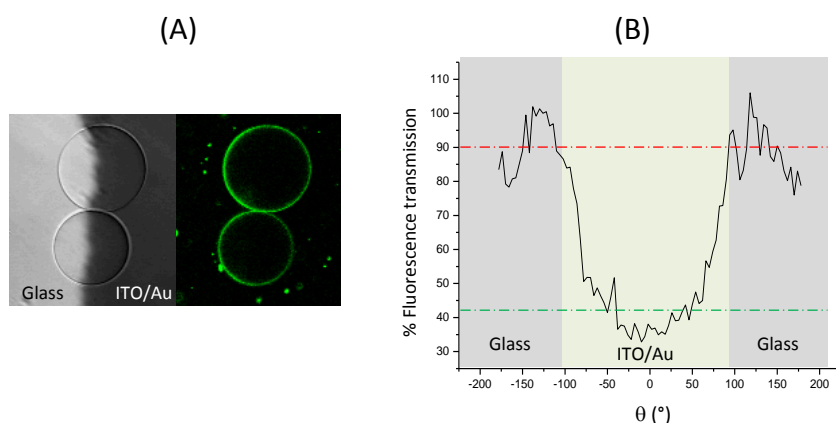 (A)
Glass
ITO/Au
(B)
% Fluorescence transmission
110
100
90
80
70
60
50
40
30
Glass
ITO/Au
Glass
-200 -150 -100 -50 0 50 100 150 200
θ (°)